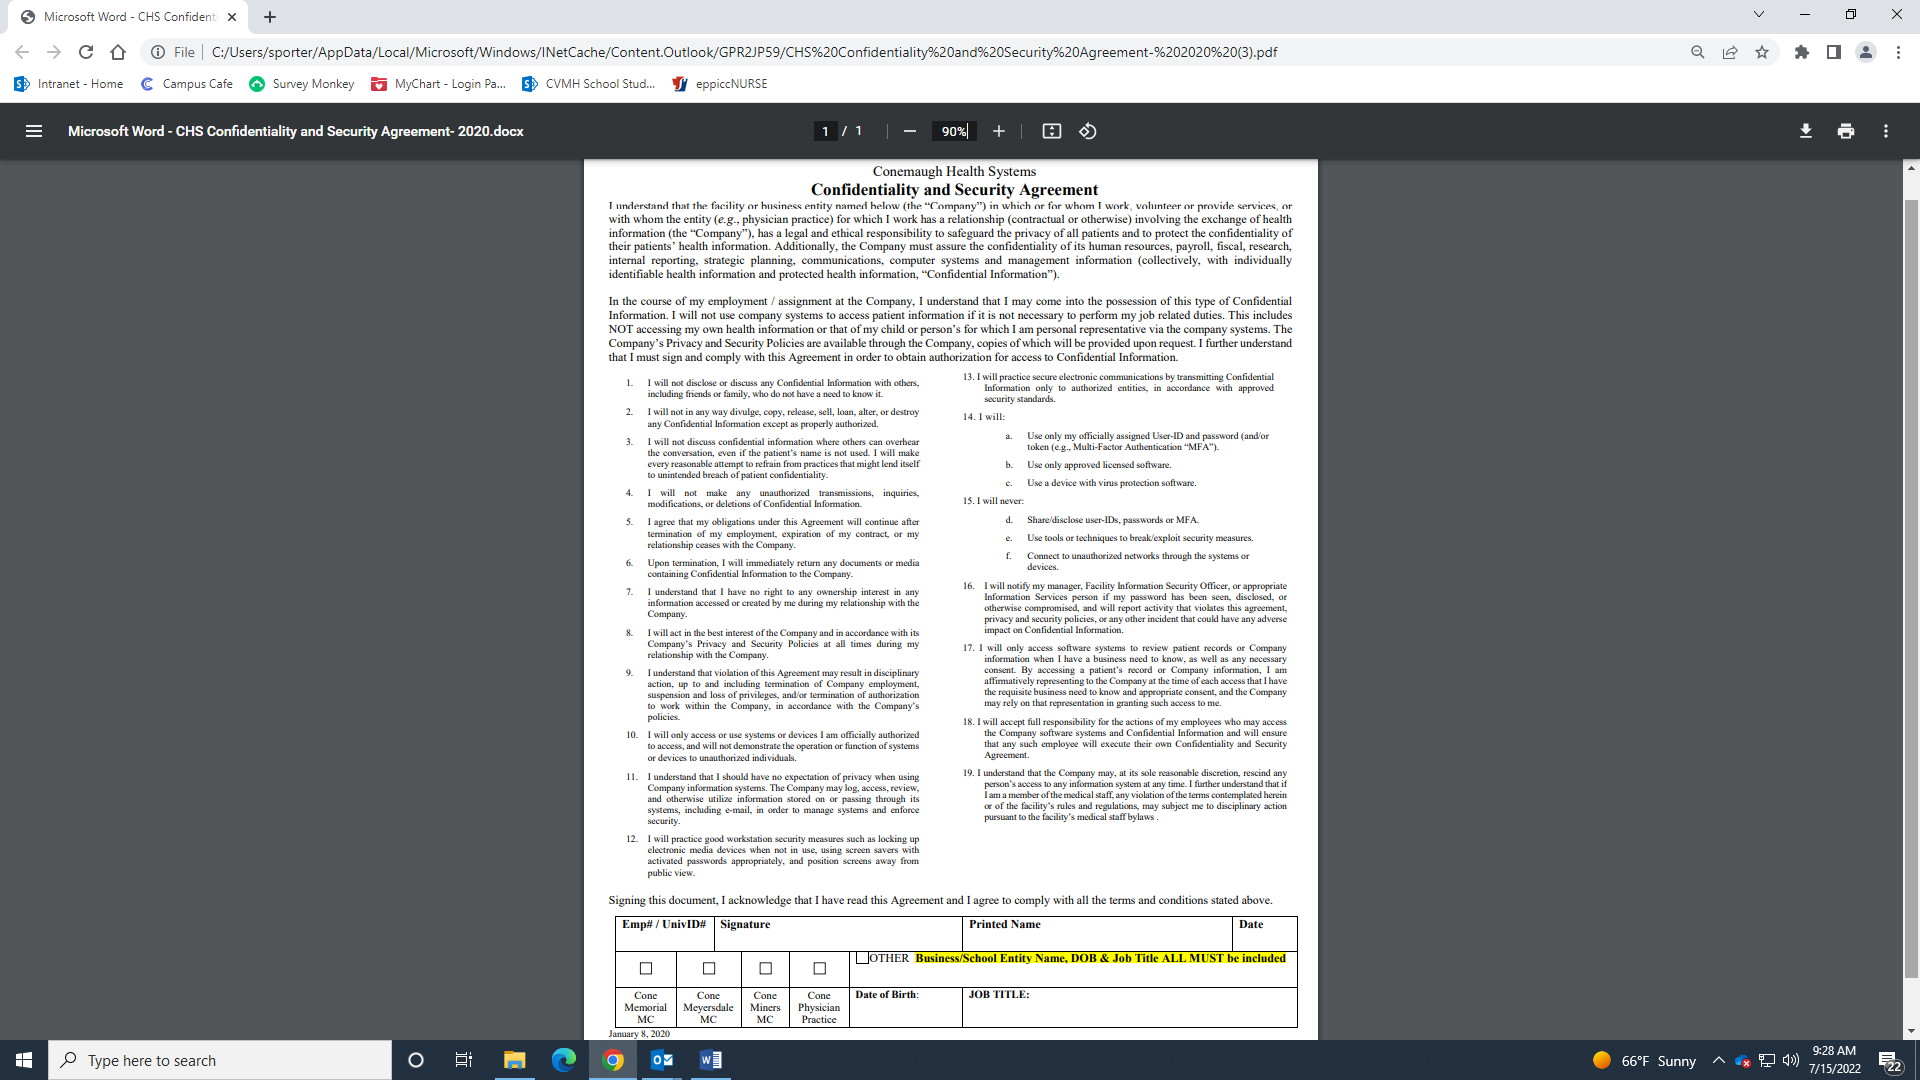 Microsoft Word - CHS Confident
File
C:/Users/sporter/AppData/Local/Microsoft/Windows/INetCache/Content.Outlook/GPR2JP59/CHS%20Confidentiality%20and%20Security%20Agreement-%202020%20(3).pdf
Intranet - Home
Campus Cafe
Survey Monkey
MyChart - Login Pa...
CVMH School Stud...
eppiccNURSE
Microsoft Word - CHS Confidentiality and Security Agreement- 2020.docx
1 / 1
90%
Conemaugh Health Systems
Confidentiality and Security Agreement
I understand that the facility or business entity named below (the “Company”) in which or for whom I work, volunteer or provide services, or
with whom the entity (e.g., physician practice) for which I work has a relationship (contractual or otherwise) involving the exchange of health
information (the “Company”), has a legal and ethical responsibility to safeguard the privacy of all patients and to protect the confidentiality of
their patients’ health information. Additionally, the Company must assure the confidentiality of its human resources, payroll, fiscal, research,
internal reporting, strategic planning, communications, computer systems and management information (collectively, with individually
identifiable health information and protected health information, “Confidential Information”).
In the course of my employment / assignment at the Company, I understand that I may come into the possession of this type of Confidential
Information. I will not use company systems to access patient information if it is not necessary to perform my job related duties. This includes
NOT accessing my own health information or that of my child or person’s for which I am personal representative via the company systems. The
Company’s Privacy and Security Policies are available through the Company, copies of which will be provided upon request. I further understand
that I must sign and comply with this Agreement in order to obtain authorization for access to Confidential Information.
1. I will not disclose or discuss any Confidential Information with others,
including friends or family, who do not have a need to know it.
2. I will not in any way divulge, copy, release, sell, loan, alter, or destroy
any Confidential Information except as properly authorized.
3. I will not discuss confidential information where others can overhear
the conversation, even if the patient’s name is not used. I will make
every reasonable attempt to refrain from practices that might lend itself
to unintended breach of patient confidentiality.
4. I will not make any unauthorized transmissions, inquiries,
modifications, or deletions of Confidential Information.
5. I agree that my obligations under this Agreement will continue after
termination of my employment, expiration of my contract, or my
relationship ceases with the Company.
6. Upon termination, I will immediately return any documents or media
containing Confidential Information to the Company.
7. I understand that I have no right to any ownership interest in any
information accessed or created by me during my relationship with the
Company.
8. I will act in the best interest of the Company and in accordance with its
Company’s Privacy and Security Policies at all times during my
relationship with the Company.
9. I understand that violation of this Agreement may result in disciplinary
action, up to and including termination of Company employment,
suspension and loss of privileges, and/or termination of authorization
to work within the Company, in accordance with the Company’s
policies.
10. I will only access or use systems or devices I am officially authorized
to access, and will not demonstrate the operation or function of systems
or devices to unauthorized individuals.
11. I understand that I should have no expectation of privacy when using
Company information systems. The Company may log, access, review,
and otherwise utilize information stored on or passing through its
systems, including e-mail, in order to manage systems and enforce
security.
12. I will practice good workstation security measures such as locking up
electronic media devices when not in use, using screen savers with
activated passwords appropriately, and position screens away from
public view.
13. I will practice secure electronic communications by transmitting Confidential
Information only to authorized entities, in accordance with approved
security standards.
14. I will:
a. Use only my officially assigned User-ID and password (and/or
token (e.g., Multi-Factor Authentication “MFA”).
b. Use only approved licensed software.
c. Use a device with virus protection software.
15. I will never:
d. Share/disclose user-IDs, passwords or MFA.
e. Use tools or techniques to break/exploit security measures.
f. Connect to unauthorized networks through the systems or
devices.
16. I will notify my manager, Facility Information Security Officer, or appropriate
Information Services person if my password has been seen, disclosed, or
otherwise compromised, and will report activity that violates this agreement,
privacy and security policies, or any other incident that could have any adverse
impact on Confidential Information.
17. I will only access software systems to review patient records or Company
information when I have a business need to know, as well as any necessary
consent. By accessing a patient’s record or Company information, I am
affirmatively representing to the Company at the time of each access that I have
the requisite business need to know and appropriate consent, and the Company
may rely on that representation in granting such access to me.
18. I will accept full responsibility for the actions of my employees who may access
the Company software systems and Confidential Information and will ensure
that any such employee will execute their own Confidentiality and Security
Agreement.
19. I understand that the Company may, at its sole reasonable discretion, rescind any
person’s access to any information system at any time. I further understand that if
I am a member of the medical staff, any violation of the terms contemplated herein
or of the facility’s rules and regulations, may subject me to disciplinary action
pursuant to the facility’s medical staff bylaws .
Signing this document, I acknowledge that I have read this Agreement and I agree to comply with all the terms and conditions stated above.
Emp# / UnivID# Signature Printed Name Date
☐ ☐ ☐ ☐ ☐OTHER Business/School Entity Name, DOB & Job Title ALL MUST be included
Cone Memorial MC
Cone Meyersdale MC
Cone Miners MC
Cone Physician Practice
Date of Birth:
JOB TITLE:
January 8, 2020
Type here to search
66°F Sunny
9:28 AM
7/15/2022
22